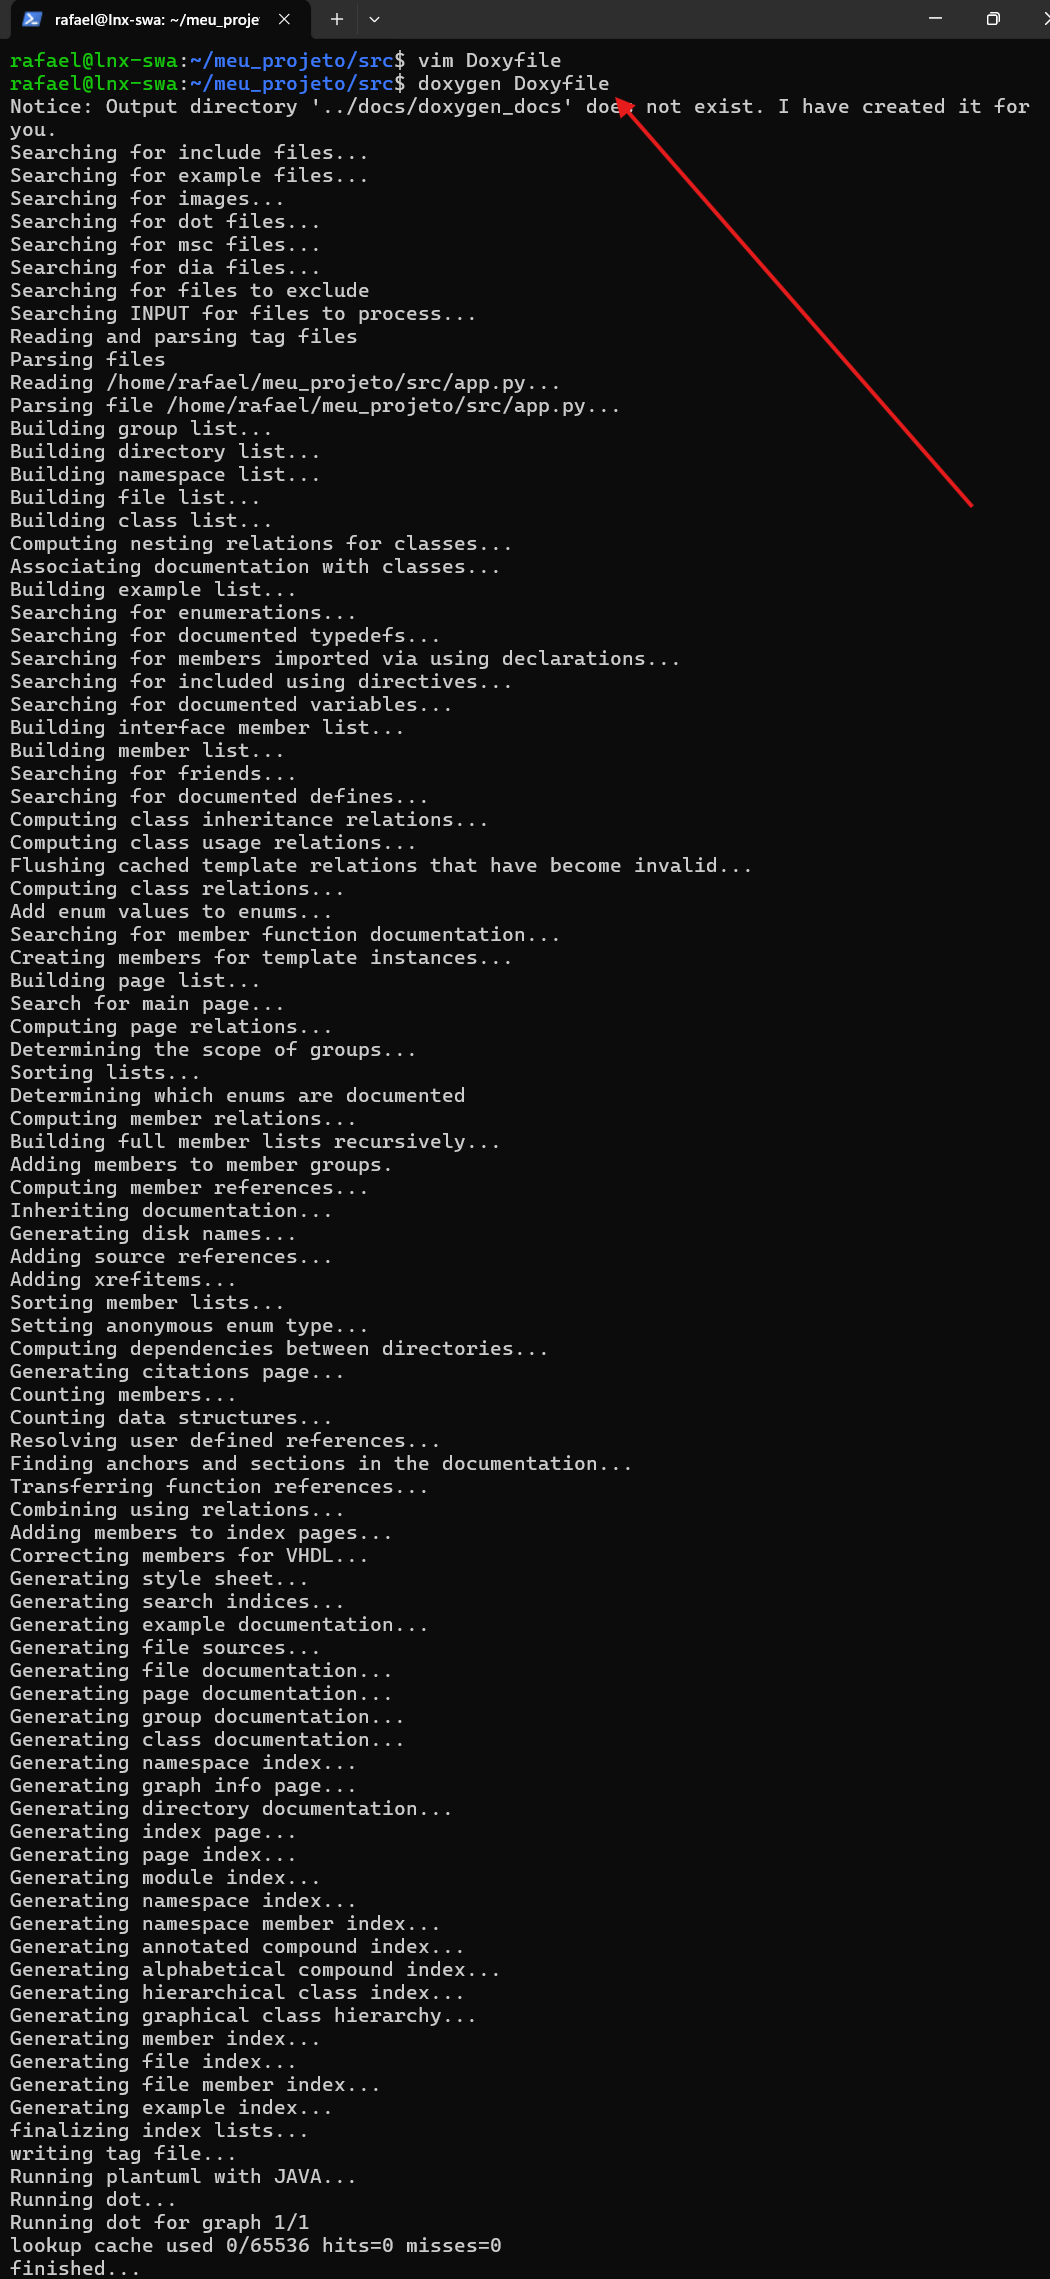 rafael@lnx-swa: ~/meu_proje
rafael@lnx-swa:~/meu_projeto/src$ vim Doxyfile
rafael@lnx-swa:~/meu_projeto/src$ doxygen Doxyfile
Notice: Output directory '../docs/doxygen_docs' does not exist. I have created it for
you.
Searching for include files...
Searching for example files...
Searching for images...
Searching for dot files...
Searching for msc files...
Searching for dia files...
Searching for files to exclude
Searching INPUT for files to process...
Reading and parsing tag files
Parsing files
Reading /home/rafael/meu_projeto/src/app.py...
Parsing file /home/rafael/meu_projeto/src/app.py...
Building group list...
Building directory list...
Building namespace list...
Building file list...
Building class list...
Computing nesting relations for classes...
Associating documentation with classes...
Building example list...
Searching for enumerations...
Searching for documented typedefs...
Searching for members imported via using declarations...
Searching for included using directives...
Searching for documented variables...
Building interface member list...
Building member list...
Searching for friends...
Searching for documented defines...
Computing class inheritance relations...
Computing class usage relations...
Flushing cached template relations that have become invalid...
Computing class relations...
Add enum values to enums...
Searching for member function documentation...
Creating members for template instances...
Building page list...
Search for main page...
Computing page relations...
Determining the scope of groups...
Sorting lists...
Determining which enums are documented
Computing member relations...
Building full member lists recursively...
Adding members to member groups.
Computing member references...
Inheriting documentation...
Generating disk names...
Adding source references...
Adding xrefitems...
Sorting member lists...
Setting anonymous enum type...
Computing dependencies between directories...
Generating citations page...
Counting members...
Counting data structures...
Resolving user defined references...
Finding anchors and sections in the documentation...
Transferring function references...
Combining using relations...
Adding members to index pages...
Correcting members for VHDL...
Generating style sheet...
Generating search indices...
Generating example documentation...
Generating file sources...
Generating file documentation...
Generating page documentation...
Generating group documentation...
Generating class documentation...
Generating namespace index...
Generating graph info page...
Generating directory documentation...
Generating index page...
Generating page index...
Generating module index...
Generating namespace index...
Generating namespace member index...
Generating annotated compound index...
Generating alphabetical compound index...
Generating hierarchical class index...
Generating graphical class hierarchy...
Generating member index...
Generating file index...
Generating file member index...
Generating example index...
finalizing index lists...
writing tag file...
Running plantuml with JAVA...
Running dot...
Running dot for graph 1/1
lookup cache used 0/65536 hits=0 misses=0
finished...